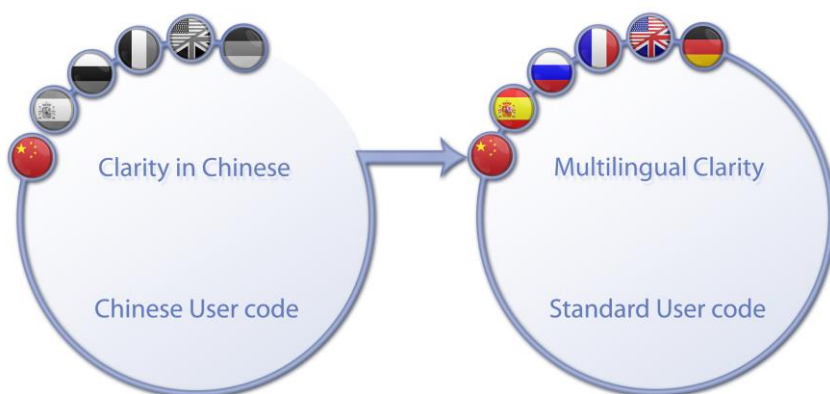 Clarity in Chinese
Multilingual Clarity
Chinese User code
Standard User code